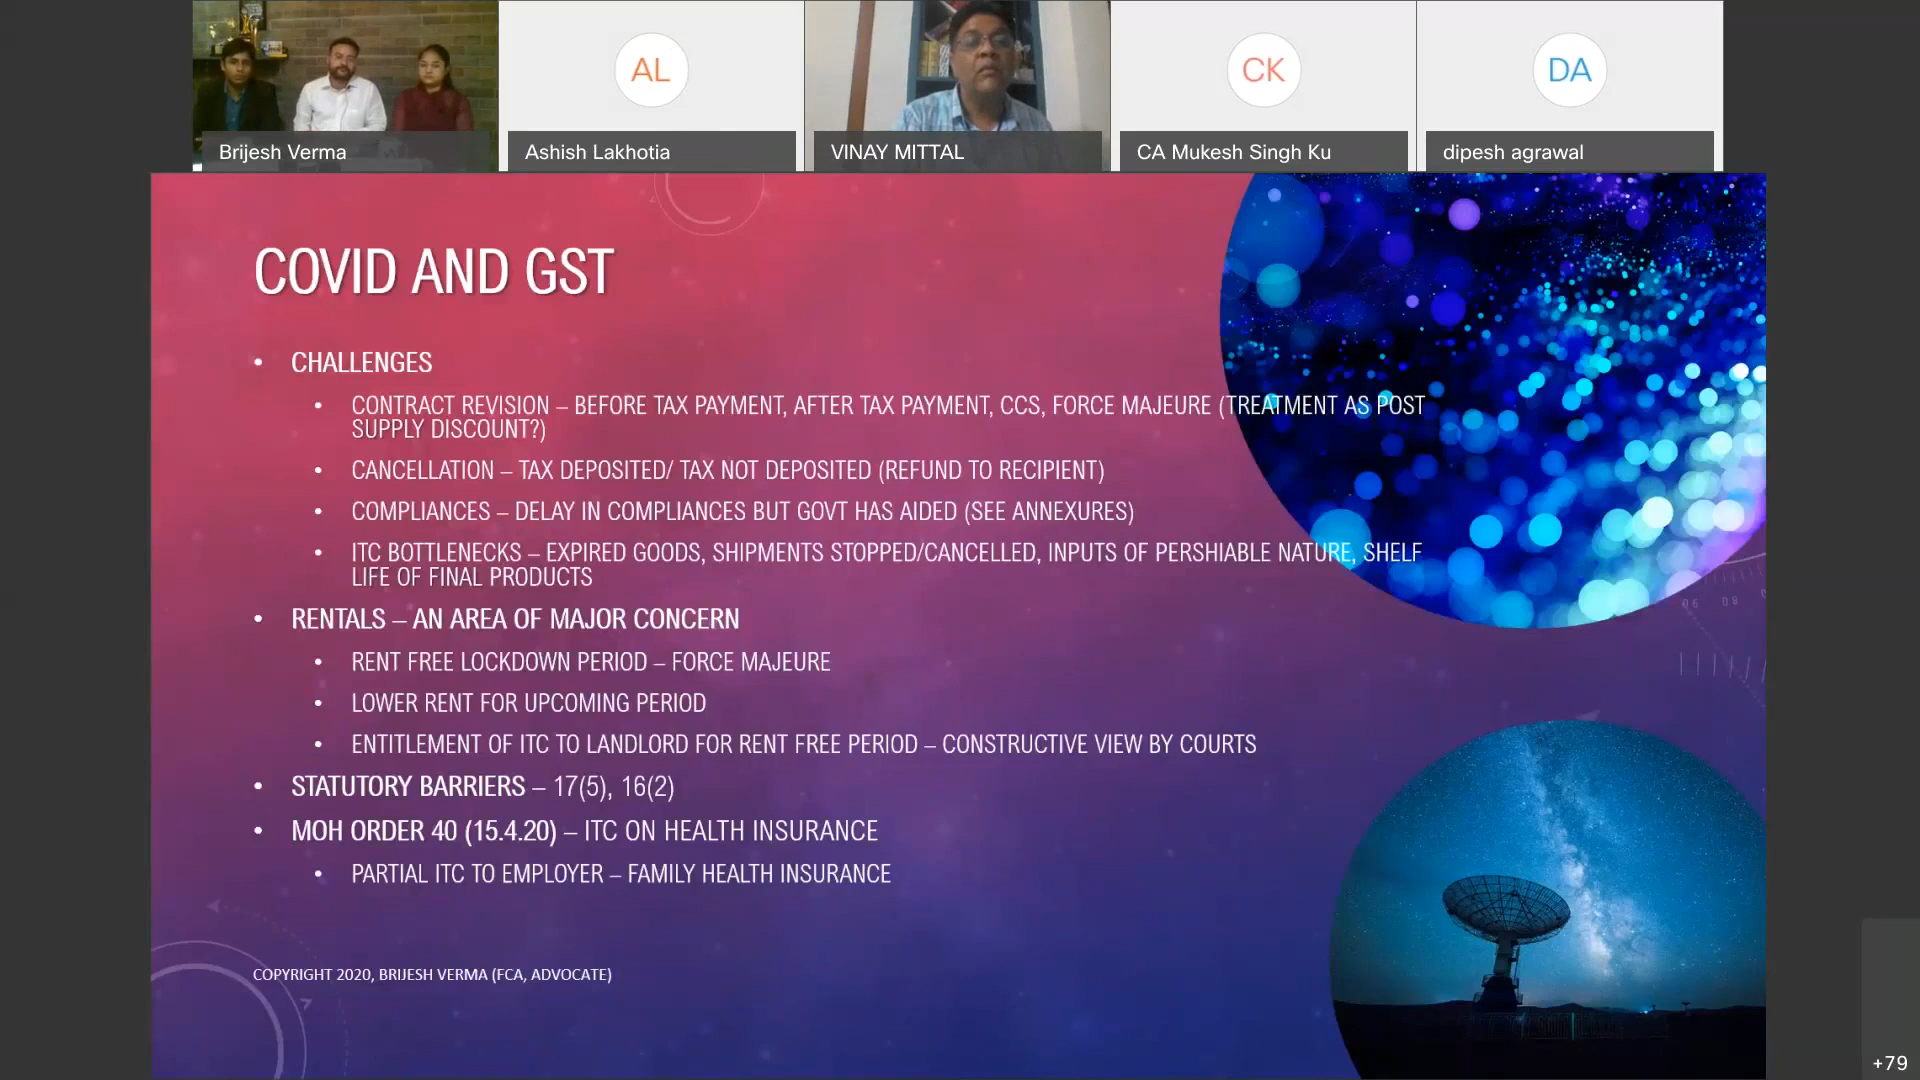 AL
CK
DA
Brijesh Verma
Ashish Lakhotia
VINAY MITTAL
CA Mukesh Singh Ku
dipesh agrawal
COVID AND GST
• CHALLENGES
• CONTRACT REVISION – BEFORE TAX PAYMENT, AFTER TAX PAYMENT, CCS, FORCE MAJEURE (TREATMENT AS POST
SUPPLY DISCOUNT?)
• CANCELLATION – TAX DEPOSITED/ TAX NOT DEPOSITED (REFUND TO RECIPIENT)
• COMPLIANCES – DELAY IN COMPLIANCES BUT GOVT HAS AIDED (SEE ANNEXURES)
• ITC BOTTLENECKS – EXPIRED GOODS, SHIPMENTS STOPPED/CANCELLED, INPUTS OF PERSHIABLE NATURE, SHELF
LIFE OF FINAL PRODUCTS
• RENTALS – AN AREA OF MAJOR CONCERN
• RENT FREE LOCKDOWN PERIOD – FORCE MAJEURE
• LOWER RENT FOR UPCOMING PERIOD
• ENTITLEMENT OF ITC TO LANDLORD FOR RENT FREE PERIOD – CONSTRUCTIVE VIEW BY COURTS
• STATUTORY BARRIERS – 17(5), 16(2)
• MOH ORDER 40 (15.4.20) – ITC ON HEALTH INSURANCE
• PARTIAL ITC TO EMPLOYER – FAMILY HEALTH INSURANCE
COPYRIGHT 2020, BRIJESH VERMA (FCA, ADVOCATE)
06 08
+79